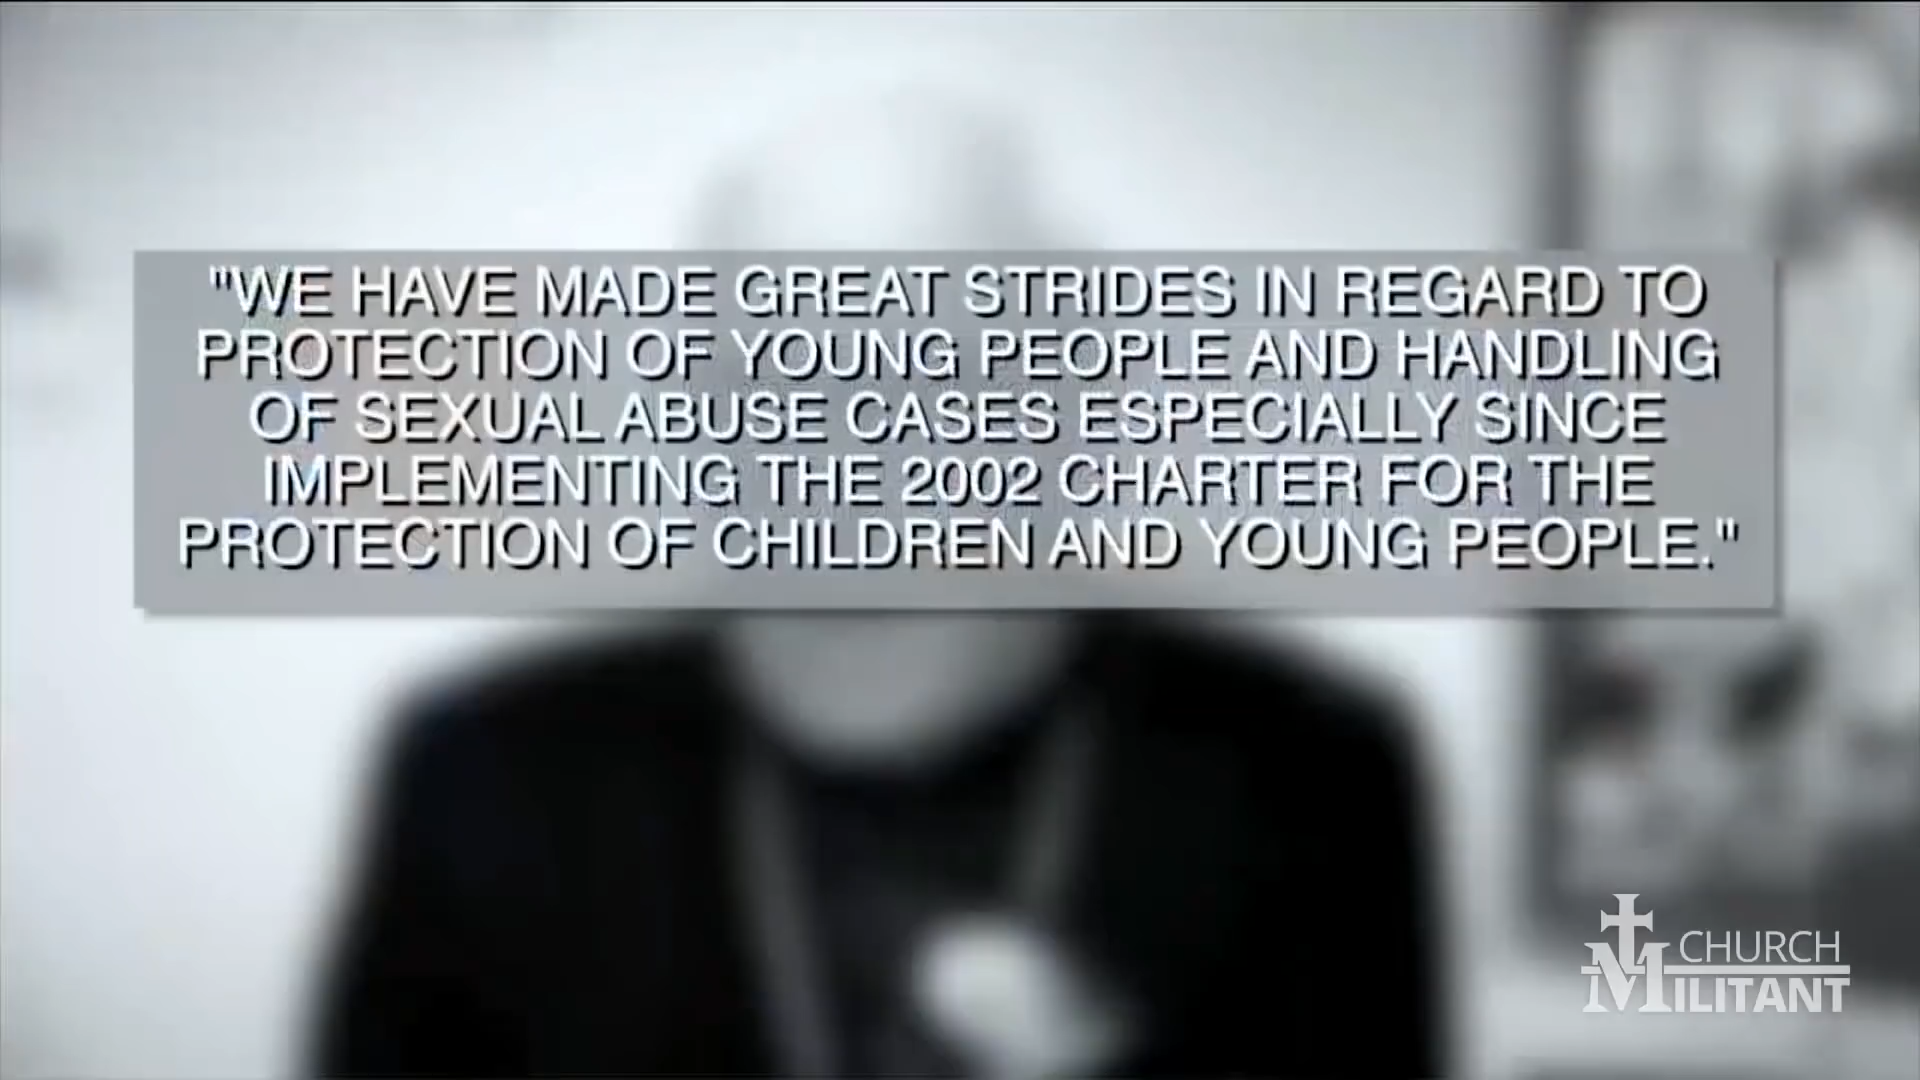 "WE HAVE MADE GREAT STRIDES IN REGARD TO
PROTECTION OF YOUNG PEOPLE AND HANDLING
OF SEXUAL ABUSE CASES ESPECIALLY SINCE
IMPLEMENTING THE 2002 CHARTER FOR THE
PROTECTION OF CHILDREN AND YOUNG PEOPLE."
CHURCH
MILITANT